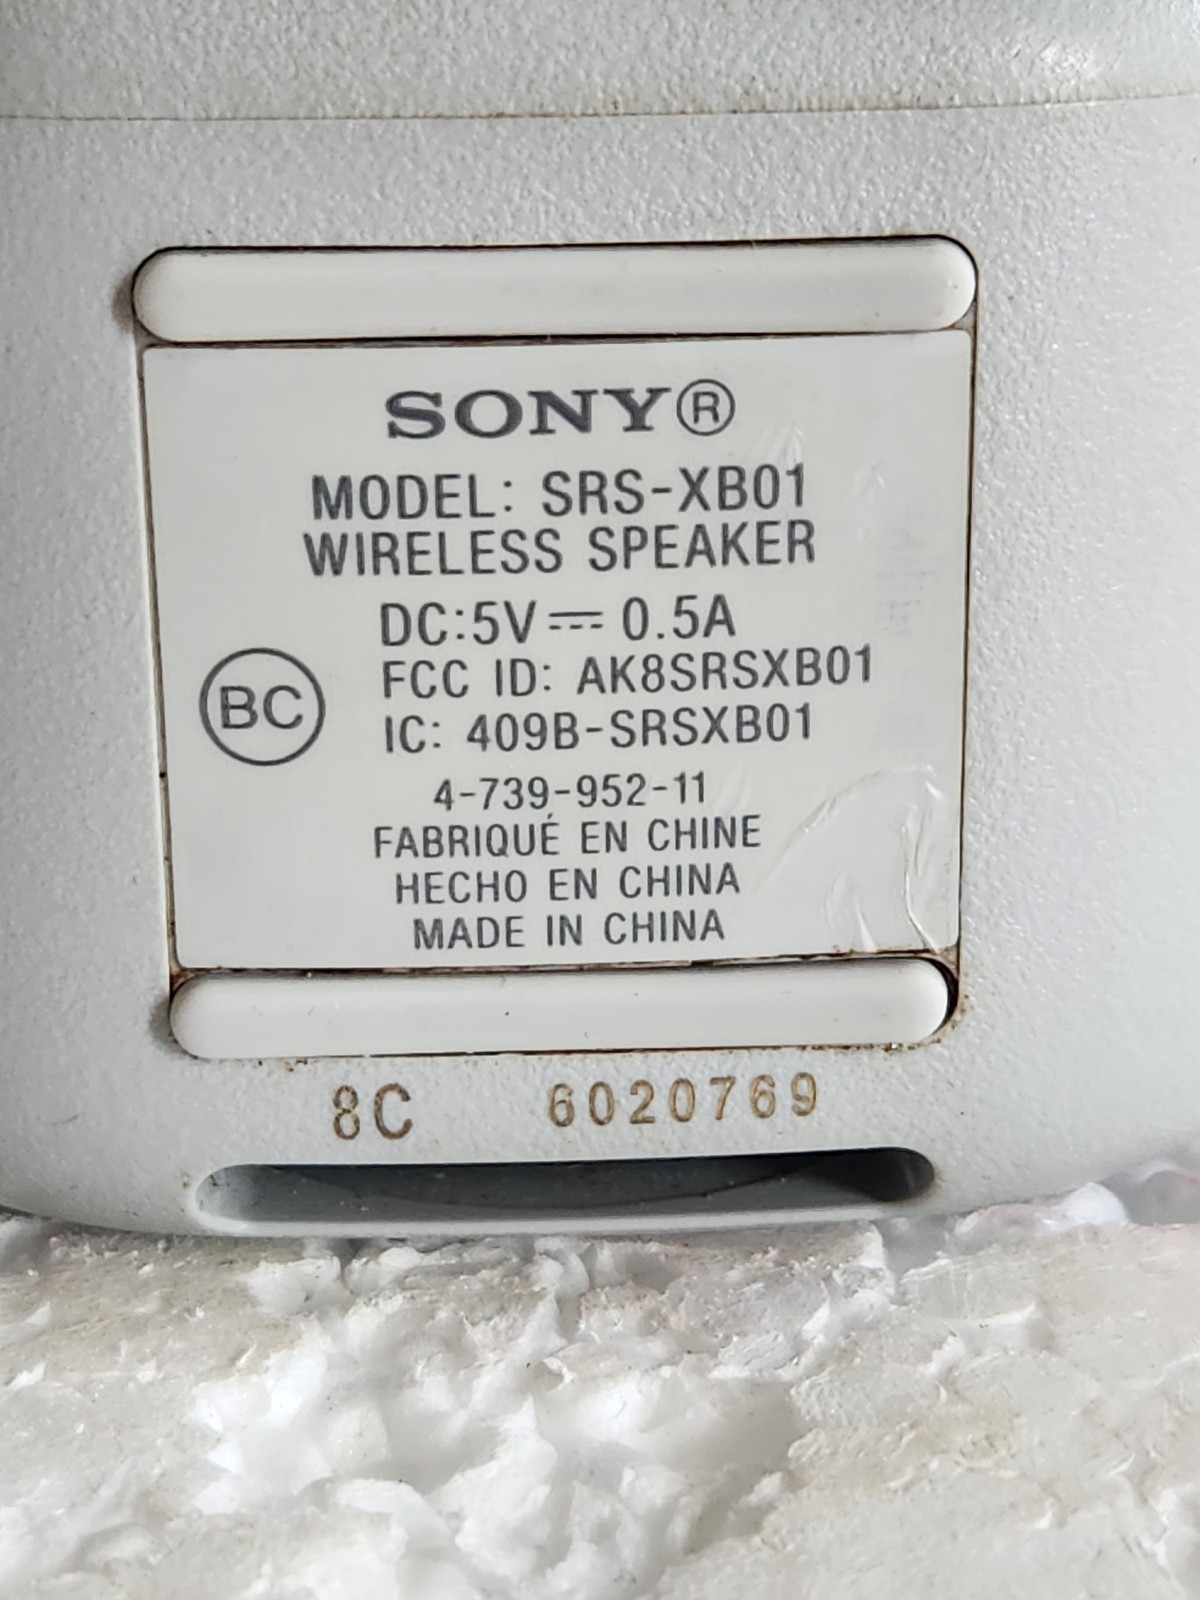 SONY®
MODEL: SRS-XB01
WIRELESS SPEAKER
DC:5V⎓0.5A
BC
FCC ID: AK8SRSXB01
IC: 409B-SRSXB01
4-739-952-11
FABRIQUÉ EN CHINE
HECHO EN CHINA
MADE IN CHINA
8C 6020769